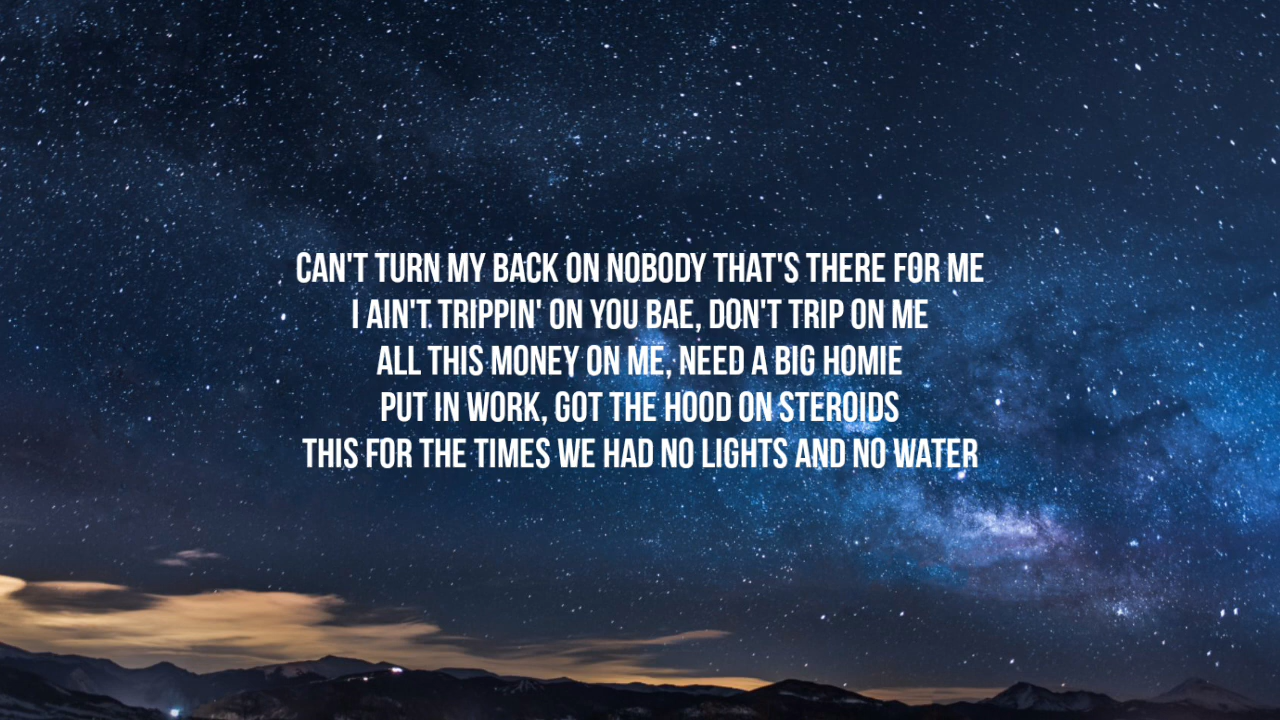 CAN'T TURN MY BACK ON NOBODY THAT'S THERE FOR ME
I AIN'T TRIPPIN' ON YOU BAE, DON'T TRIP ON ME
ALL THIS MONEY ON ME, NEED A BIG HOMIE
PUT IN WORK, GOT THE HOOD ON STEROIDS
THIS FOR THE TIMES WE HAD NO LIGHTS AND NO WATER